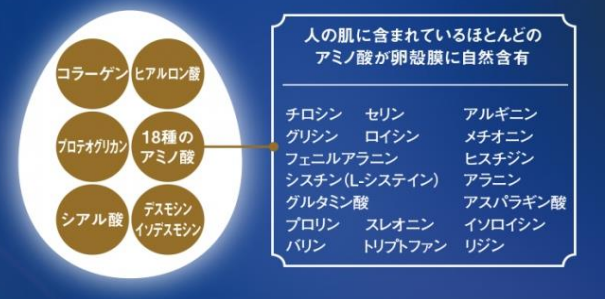 コラーゲン
ヒアルロン酸
プロテオグリカン
18種の
アミノ酸
シアル酸
デスモシン
イソデスモシン
人の肌に含まれているほとんどの
アミノ酸が卵殻膜に自然含有
チロシン セリン アルギニン
グリシン ロイシン メチオニン
フェニルアラニン ヒスチジン
シスチン(L-システイン) アラニン
グルタミン酸 アスパラギン酸
プロリン スレオニン イソロイシン
バリン トリプトファン リジン